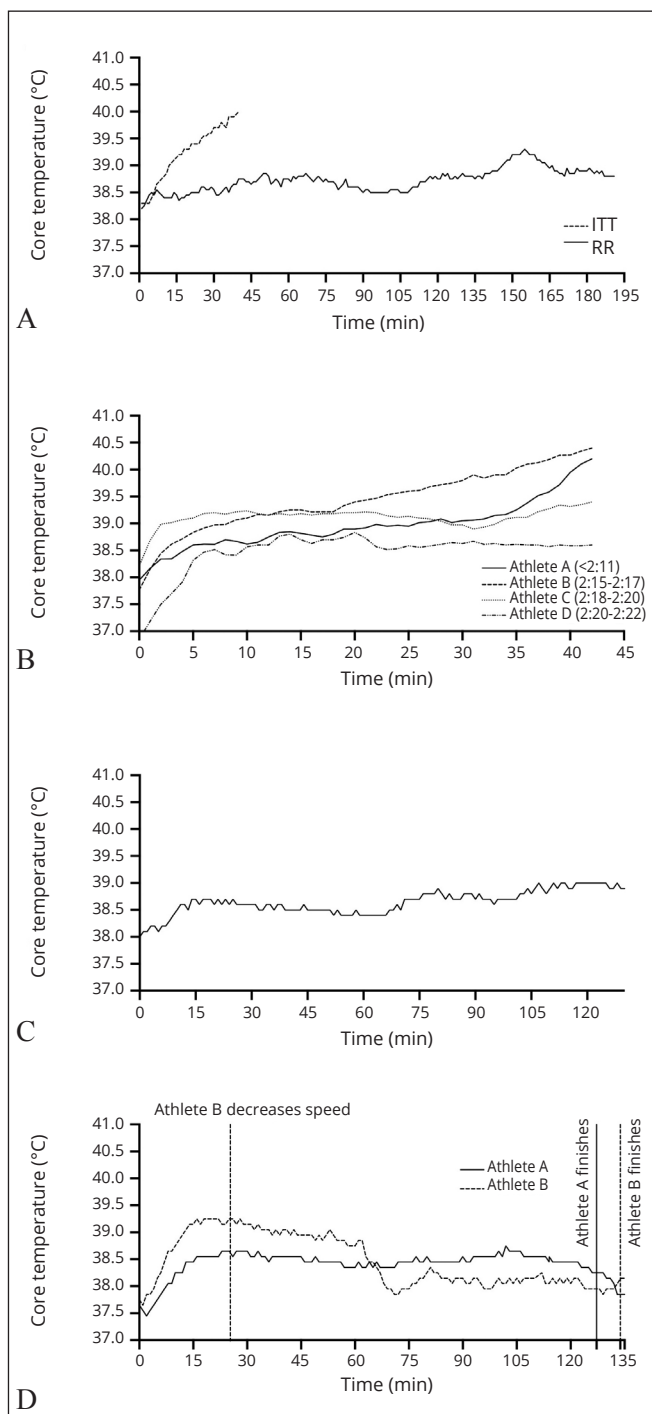 41.0
40.5
40.0
39.5
39.0
38.5
38.0
37.5
37.0
Core temperature (°C)
ITT
RR
0 15 30 45 60 75 90 105 120 135 150 165 180 195
Time (min)
A
41.0
40.5
40.0
39.5
39.0
38.5
38.0
37.5
37.0
Core temperature (°C)
Athlete A (<2:11)
Athlete B (2:15-2:17)
Athlete C (2:18-2:20)
Athlete D (2:20-2:22)
0 5 10 15 20 25 30 35 40 45
Time (min)
B
41.0
40.5
40.0
39.5
39.0
38.5
38.0
37.5
37.0
Core temperature (°C)
0 15 30 45 60 75 90 105 120
Time (min)
C
Athlete B decreases speed
41.0
40.5
40.0
39.5
39.0
38.5
38.0
37.5
37.0
Core temperature (°C)
Athlete A
Athlete B
Athlete A finishes
Athlete B finishes
0 15 30 45 60 75 90 105 120 135
Time (min)
D